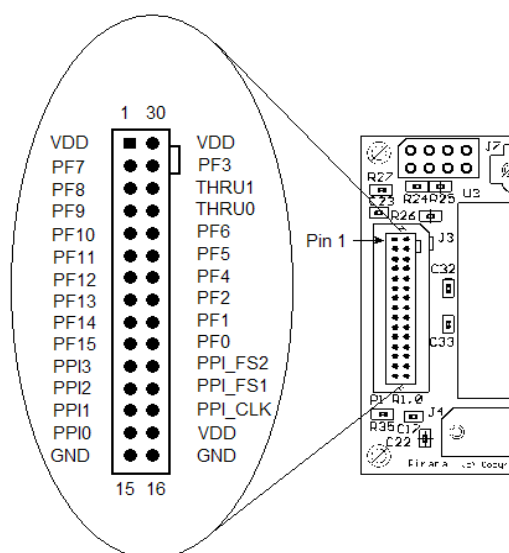 1 30
VDD VDD
PF7 PF3
PF8 THRU1
PF9 THRU0
PF10 PF6
PF11 PF5
PF12 PF4
PF13 PF2
PF14 PF1
PF15 PF0
PPI3 PPI_FS2
PPI2 PPI_FS1
PPI1 PPI_CLK
PPI0 VDD
GND GND
15 16
J7
R27
C23 R24 R25 U3
R26
Pin 1 J3
C32
C33
P1 R1.0
R35 C17 J4
C22
(c) Copyr